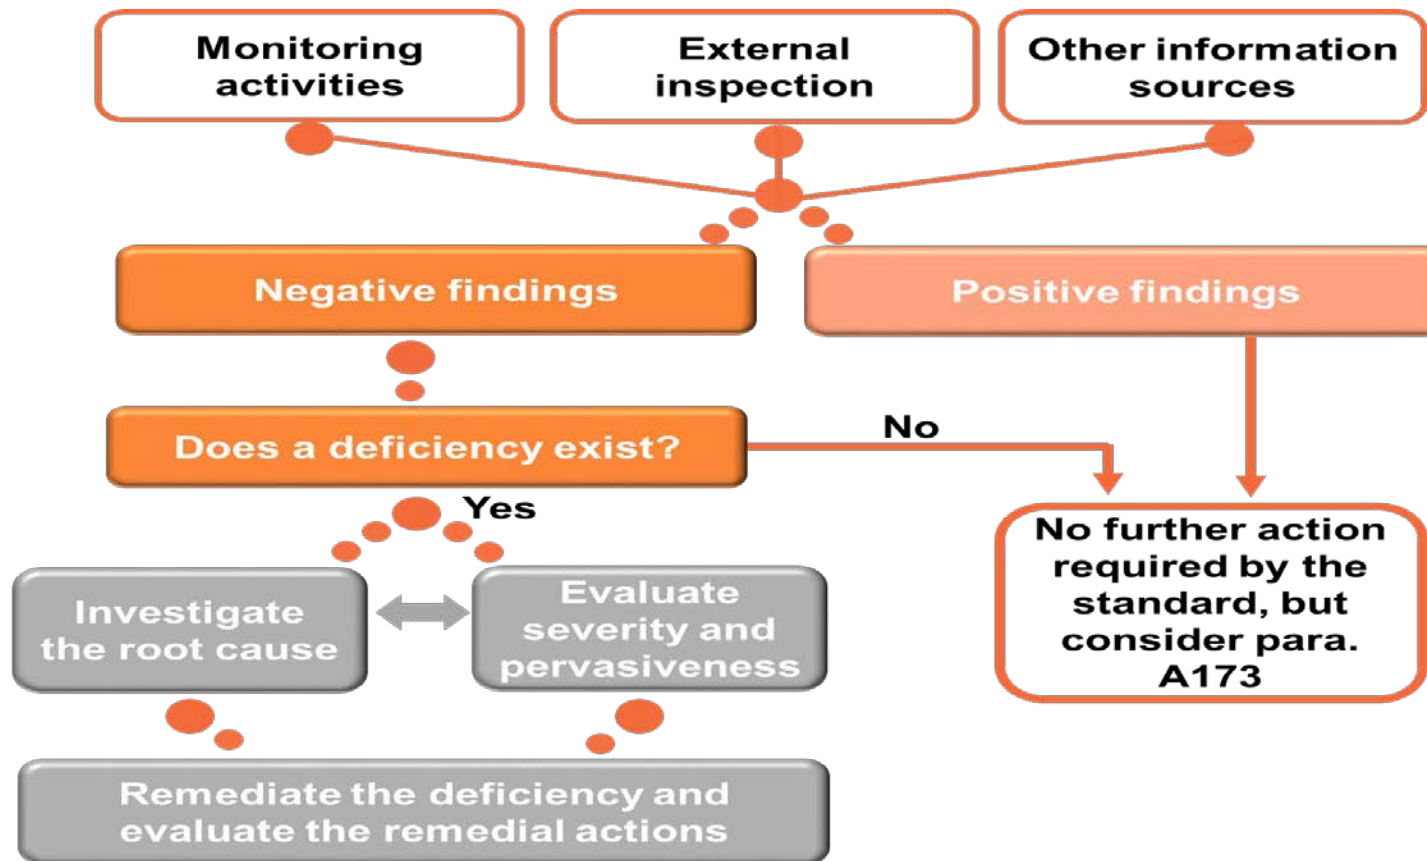 Monitoring
activities
External
inspection
Other information
sources
Negative findings
Positive findings
Does a deficiency exist?
No
Yes
Investigate
the root cause
Evaluate
severity and
pervasiveness
No further action
required by the
standard, but
consider para.
A173
Remediate the deficiency and
evaluate the remedial actions